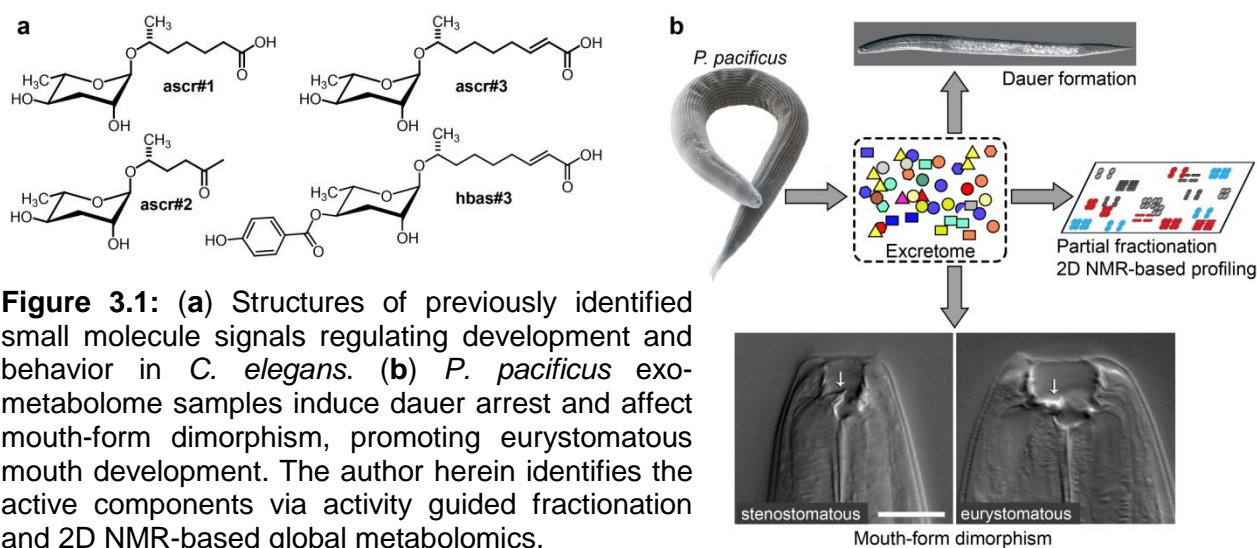 a
CH₃
O
OH
O
H₃C
O
HO
OH
ascr#1
CH₃
O
OH
O
H₃C
O
HO
OH
ascr#3
CH₃
O
O
H₃C
O
HO
OH
ascr#2
CH₃
O
OH
O
H₃C
O
O
HO
O
OH
hbas#3
Figure 3.1: (a) Structures of previously identified
small molecule signals regulating development and
behavior in C. elegans. (b) P. pacificus exo-
metabolome samples induce dauer arrest and affect
mouth-form dimorphism, promoting eurystomatous
mouth development. The author herein identifies the
active components via activity guided fractionation
and 2D NMR-based global metabolomics.
b
P. pacificus
Dauer formation
Excretome
Partial fractionation
2D NMR-based profiling
stenostomatous
eurystomatous
Mouth-form dimorphism